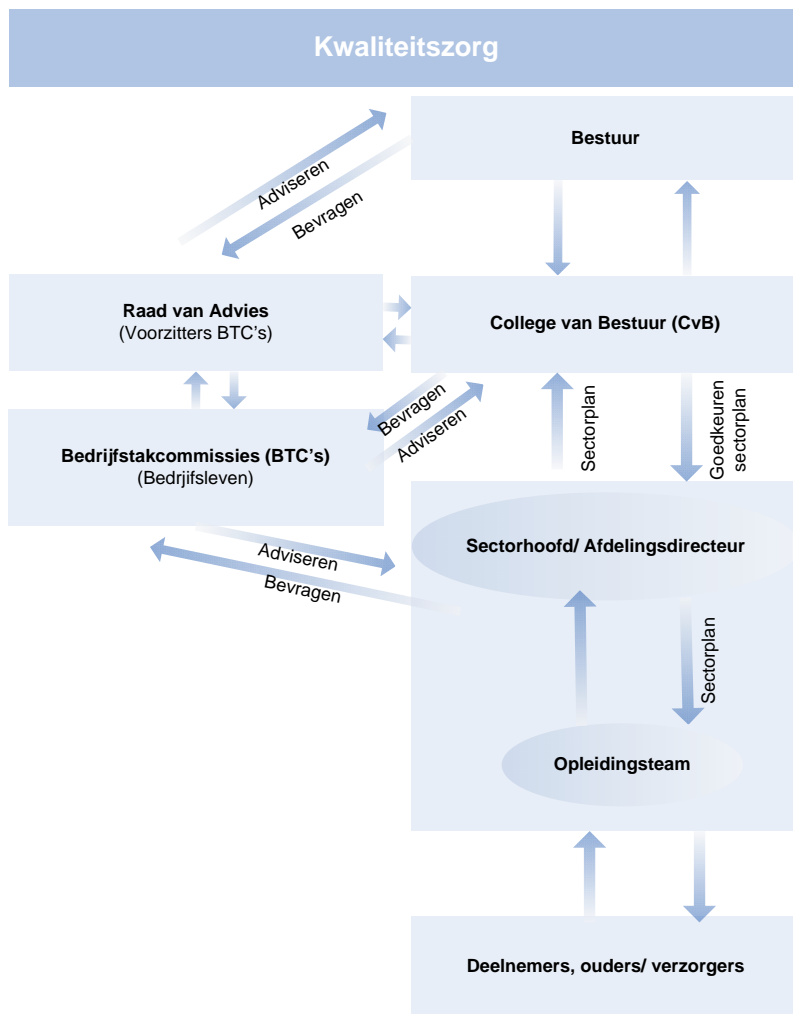 Kwaliteitszorg
Bestuur
Adviseren
Bevragen
Raad van Advies
(Voorzitters BTC's)
College van Bestuur (CvB)
Bevragen
Adviseren
Sectorplan
Goedkeuren
sectorplan
Bedrijfstakcommissies (BTC's)
(Bedrijfsleven)
Adviseren
Bevragen
Sectorhoofd/ Afdelingsdirecteur
Sectorplan
Opleidingsteam
Deelnemers, ouders/ verzorgers